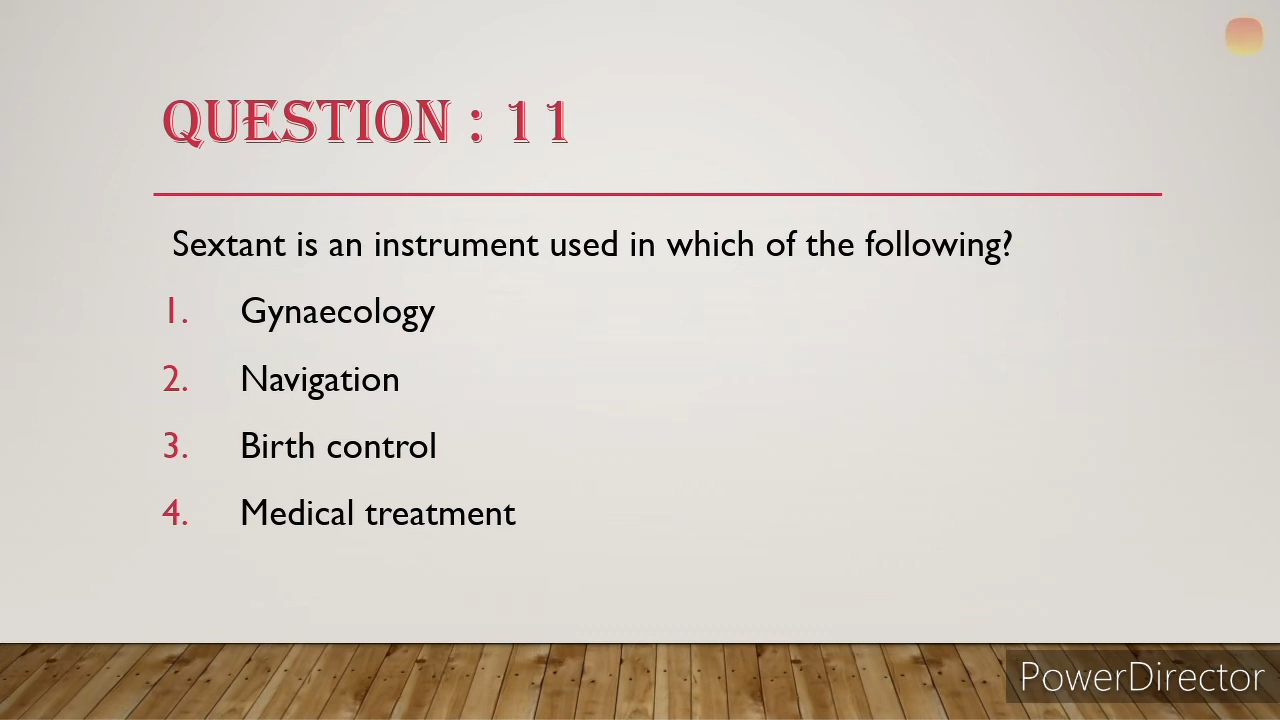 QUESTION : 11
Sextant is an instrument used in which of the following?
1. Gynaecology
2. Navigation
3. Birth control
4. Medical treatment
PowerDirector